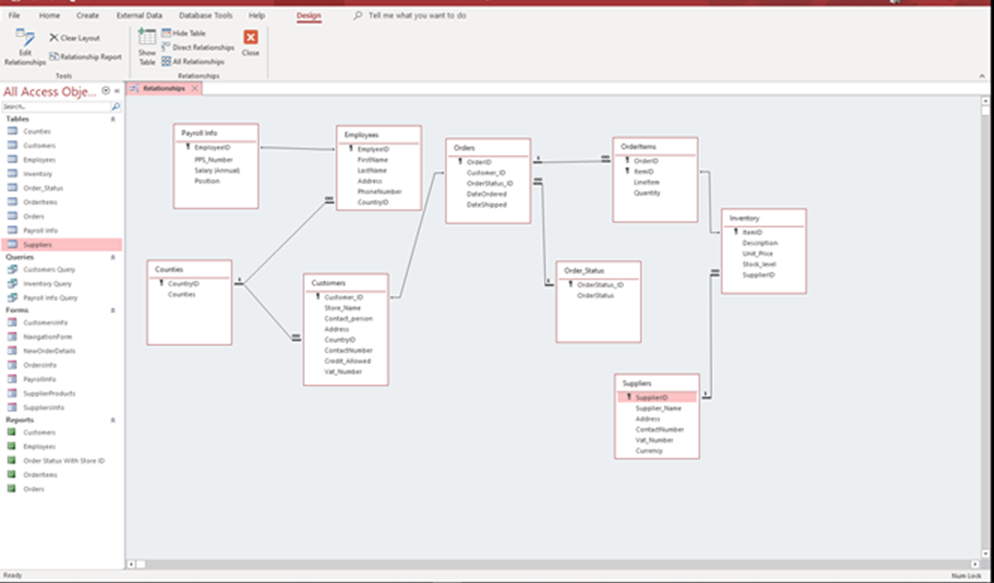 File Home Create External Data Database Tools Help Design Tell me what you want to do
Edit Relationships
Clear Layout
Relationship Report
Tools
Show Table
Hide Table
Direct Relationships
All Relationships
Relationships
Close
All Access Obje...
Search...
Tables
Counties
Customers
Employees
Inventory
Order_Status
OrderItems
Orders
Payroll Info
Suppliers
Queries
Customers Query
Inventory Query
Payroll Info Query
Forms
CustomersInfo
NavigationForm
NewOrderDetails
OrdersInfo
PayrollInfo
SupplierProducts
SuppliersInfo
Reports
Customers
Employees
Order Status With Store ID
OrderItems
Orders
Relationships
Payroll Info
EmployeeID
PPS_Number
Salary (Annual)
Position
Employees
EmplyeeID
FirstName
LastName
Address
PhoneNumber
CountyID
Orders
OrderID
Customer_ID
OrderStatus_ID
DateOrdered
DateShipped
1
∞
∞
1
OrderItems
OrderID
ItemID
LineItem
Quantity
Inventory
ItemID
Description
Unit_Price
Stock_level
SupplierID
Counties
CountryID
Counties
1
∞
∞
Customers
Customer_ID
Store_Name
Contact_person
Address
CountryID
ContactNumber
Credit_Allowed
Vat_Number
Order_Status
OrderStatus_ID
OrderStatus
Suppliers
SupplierID
Supplier_Name
Address
ContactNumber
Vat_Number
Currency
∞
1
Ready
Num Lock